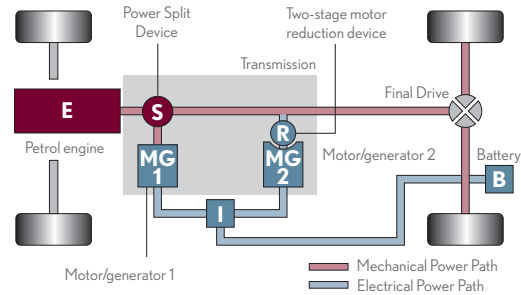 Power Split
Device
Two-stage motor
reduction device
Transmission
Final Drive
E
S
R
Petrol engine
MG
1
MG
2
Motor/generator 2
Battery
B
I
Motor/generator 1
Mechanical Power Path
Electrical Power Path